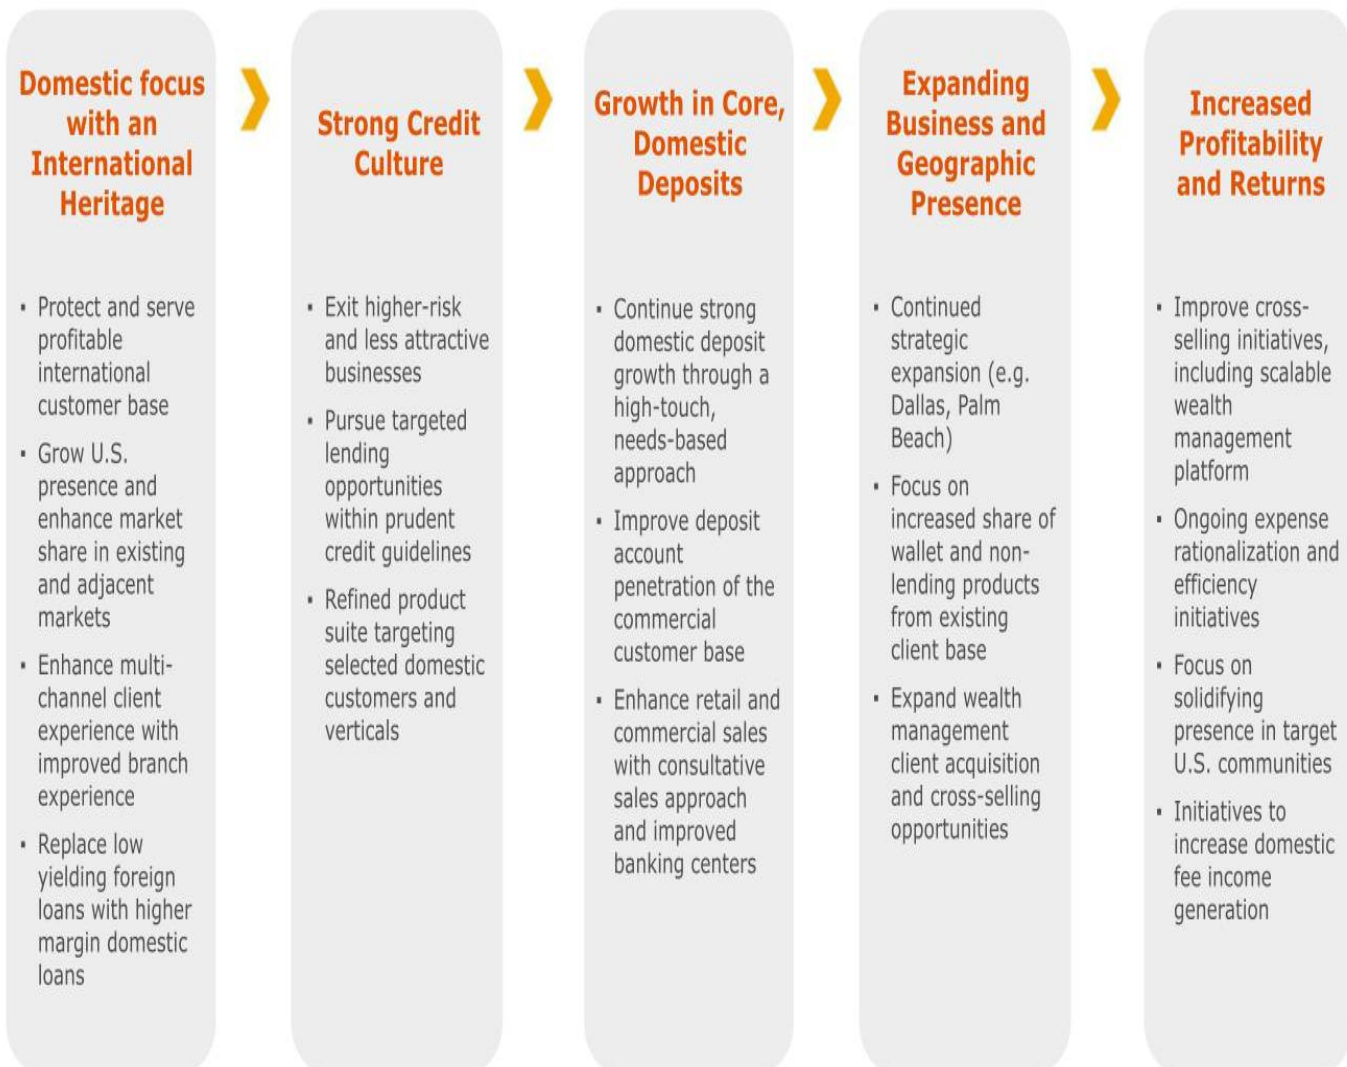 Domestic focus
with an
International
Heritage
▪ Protect and serve
profitable
international
customer base
▪ Grow U.S.
presence and
enhance market
share in existing
and adjacent
markets
▪ Enhance multi-
channel client
experience with
improved branch
experience
▪ Replace low
yielding foreign
loans with higher
margin domestic
loans
Strong Credit
Culture
▪ Exit higher-risk
and less attractive
businesses
▪ Pursue targeted
lending
opportunities
within prudent
credit guidelines
▪ Refined product
suite targeting
selected domestic
customers and
verticals
Growth in Core,
Domestic
Deposits
▪ Continue strong
domestic deposit
growth through a
high-touch,
needs-based
approach
▪ Improve deposit
account
penetration of the
commercial
customer base
▪ Enhance retail and
commercial sales
with consultative
sales approach
and improved
banking centers
Expanding
Business and
Geographic
Presence
▪ Continued
strategic
expansion (e.g.
Dallas, Palm
Beach)
▪ Focus on
increased share of
wallet and non-
lending products
from existing
client base
▪ Expand wealth
management
client acquisition
and cross-selling
opportunities
Increased
Profitability
and Returns
▪ Improve cross-
selling initiatives,
including scalable
wealth
management
platform
▪ Ongoing expense
rationalization and
efficiency
initiatives
▪ Focus on
solidifying
presence in target
U.S. communities
▪ Initiatives to
increase domestic
fee income
generation